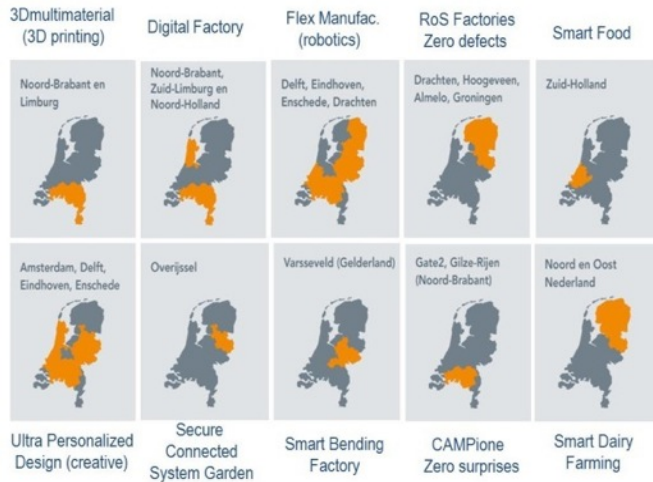 3Dmultimaterial
(3D printing)
Digital Factory
Flex Manufac.
(robotics)
RoS Factories
Zero defects
Smart Food
Noord-Brabant en
Limburg
Noord-Brabant,
Zuid-Limburg en
Noord-Holland
Delft, Eindhoven,
Enschede, Drachten
Drachten, Hoogeveen,
Almelo, Groningen
Zuid-Holland
Amsterdam, Delft,
Eindhoven, Enschede
Overijssel
Varsseveld (Gelderland)
Gate2, Gilze-Rijen
(Noord-Brabant)
Noord en Oost
Nederland
Ultra Personalized
Design (creative)
Secure
Connected
System Garden
Smart Bending
Factory
CAMPione
Zero surprises
Smart Dairy
Farming